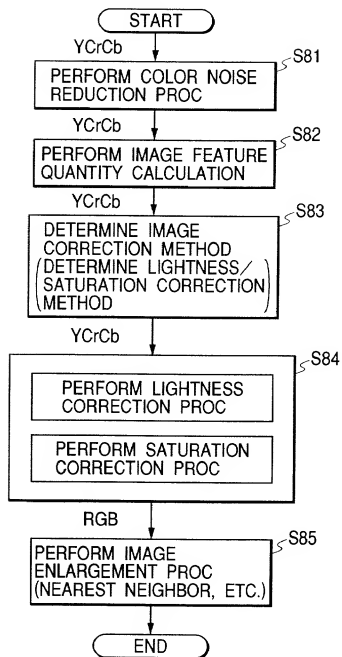 START
YCrCb
S81
PERFORM COLOR NOISE
REDUCTION PROC
YCrCb
S82
PERFORM IMAGE FEATURE
QUANTITY CALCULATION
YCrCb
S83
DETERMINE IMAGE
CORRECTION METHOD
(DETERMINE LIGHTNESS/
SATURATION CORRECTION
METHOD)
YCrCb
S84
PERFORM LIGHTNESS
CORRECTION PROC
PERFORM SATURATION
CORRECTION PROC
RGB
S85
PERFORM IMAGE
ENLARGEMENT PROC
(NEAREST NEIGHBOR, ETC.)
END